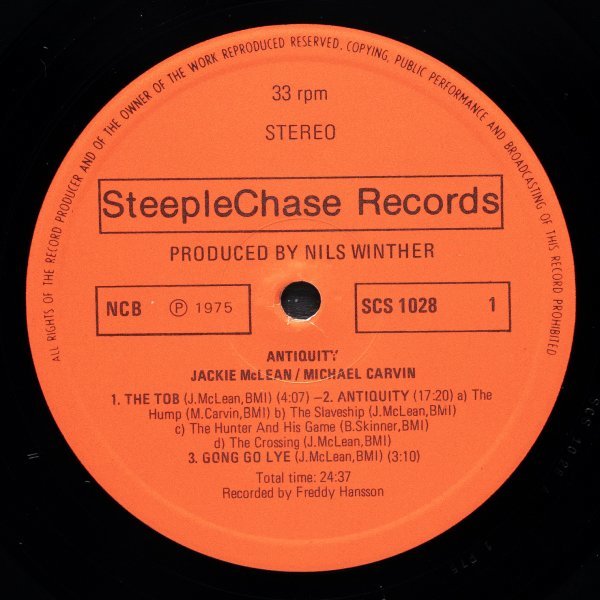 ALL RIGHTS OF THE RECORD PRODUCER AND OF THE OWNER OF THE WORK REPRODUCED RESERVED. COPYING, PUBLIC PERFORMANCE AND BROADCASTING OF THIS RECORD PROHIBITED
33 rpm
STEREO
SteepleChase Records
PRODUCED BY NILS WINTHER
NCB Ⓟ 1975 SCS 1028 1
ANTIQUITY
JACKIE McLEAN / MICHAEL CARVIN
1. THE TOB (J.McLean,BMI) (4:07) –2. ANTIQUITY (17:20) a) The
Hump (M.Carvin,BMI) b) The Slaveship (J.McLean,BMI)
c) The Hunter And His Game (B.Skinner,BMI)
d) The Crossing (J.McLean,BMI)
3. GONG GO LYE (J.McLean,BMI) (3:10)
Total time: 24:37
Recorded by Freddy Hansson